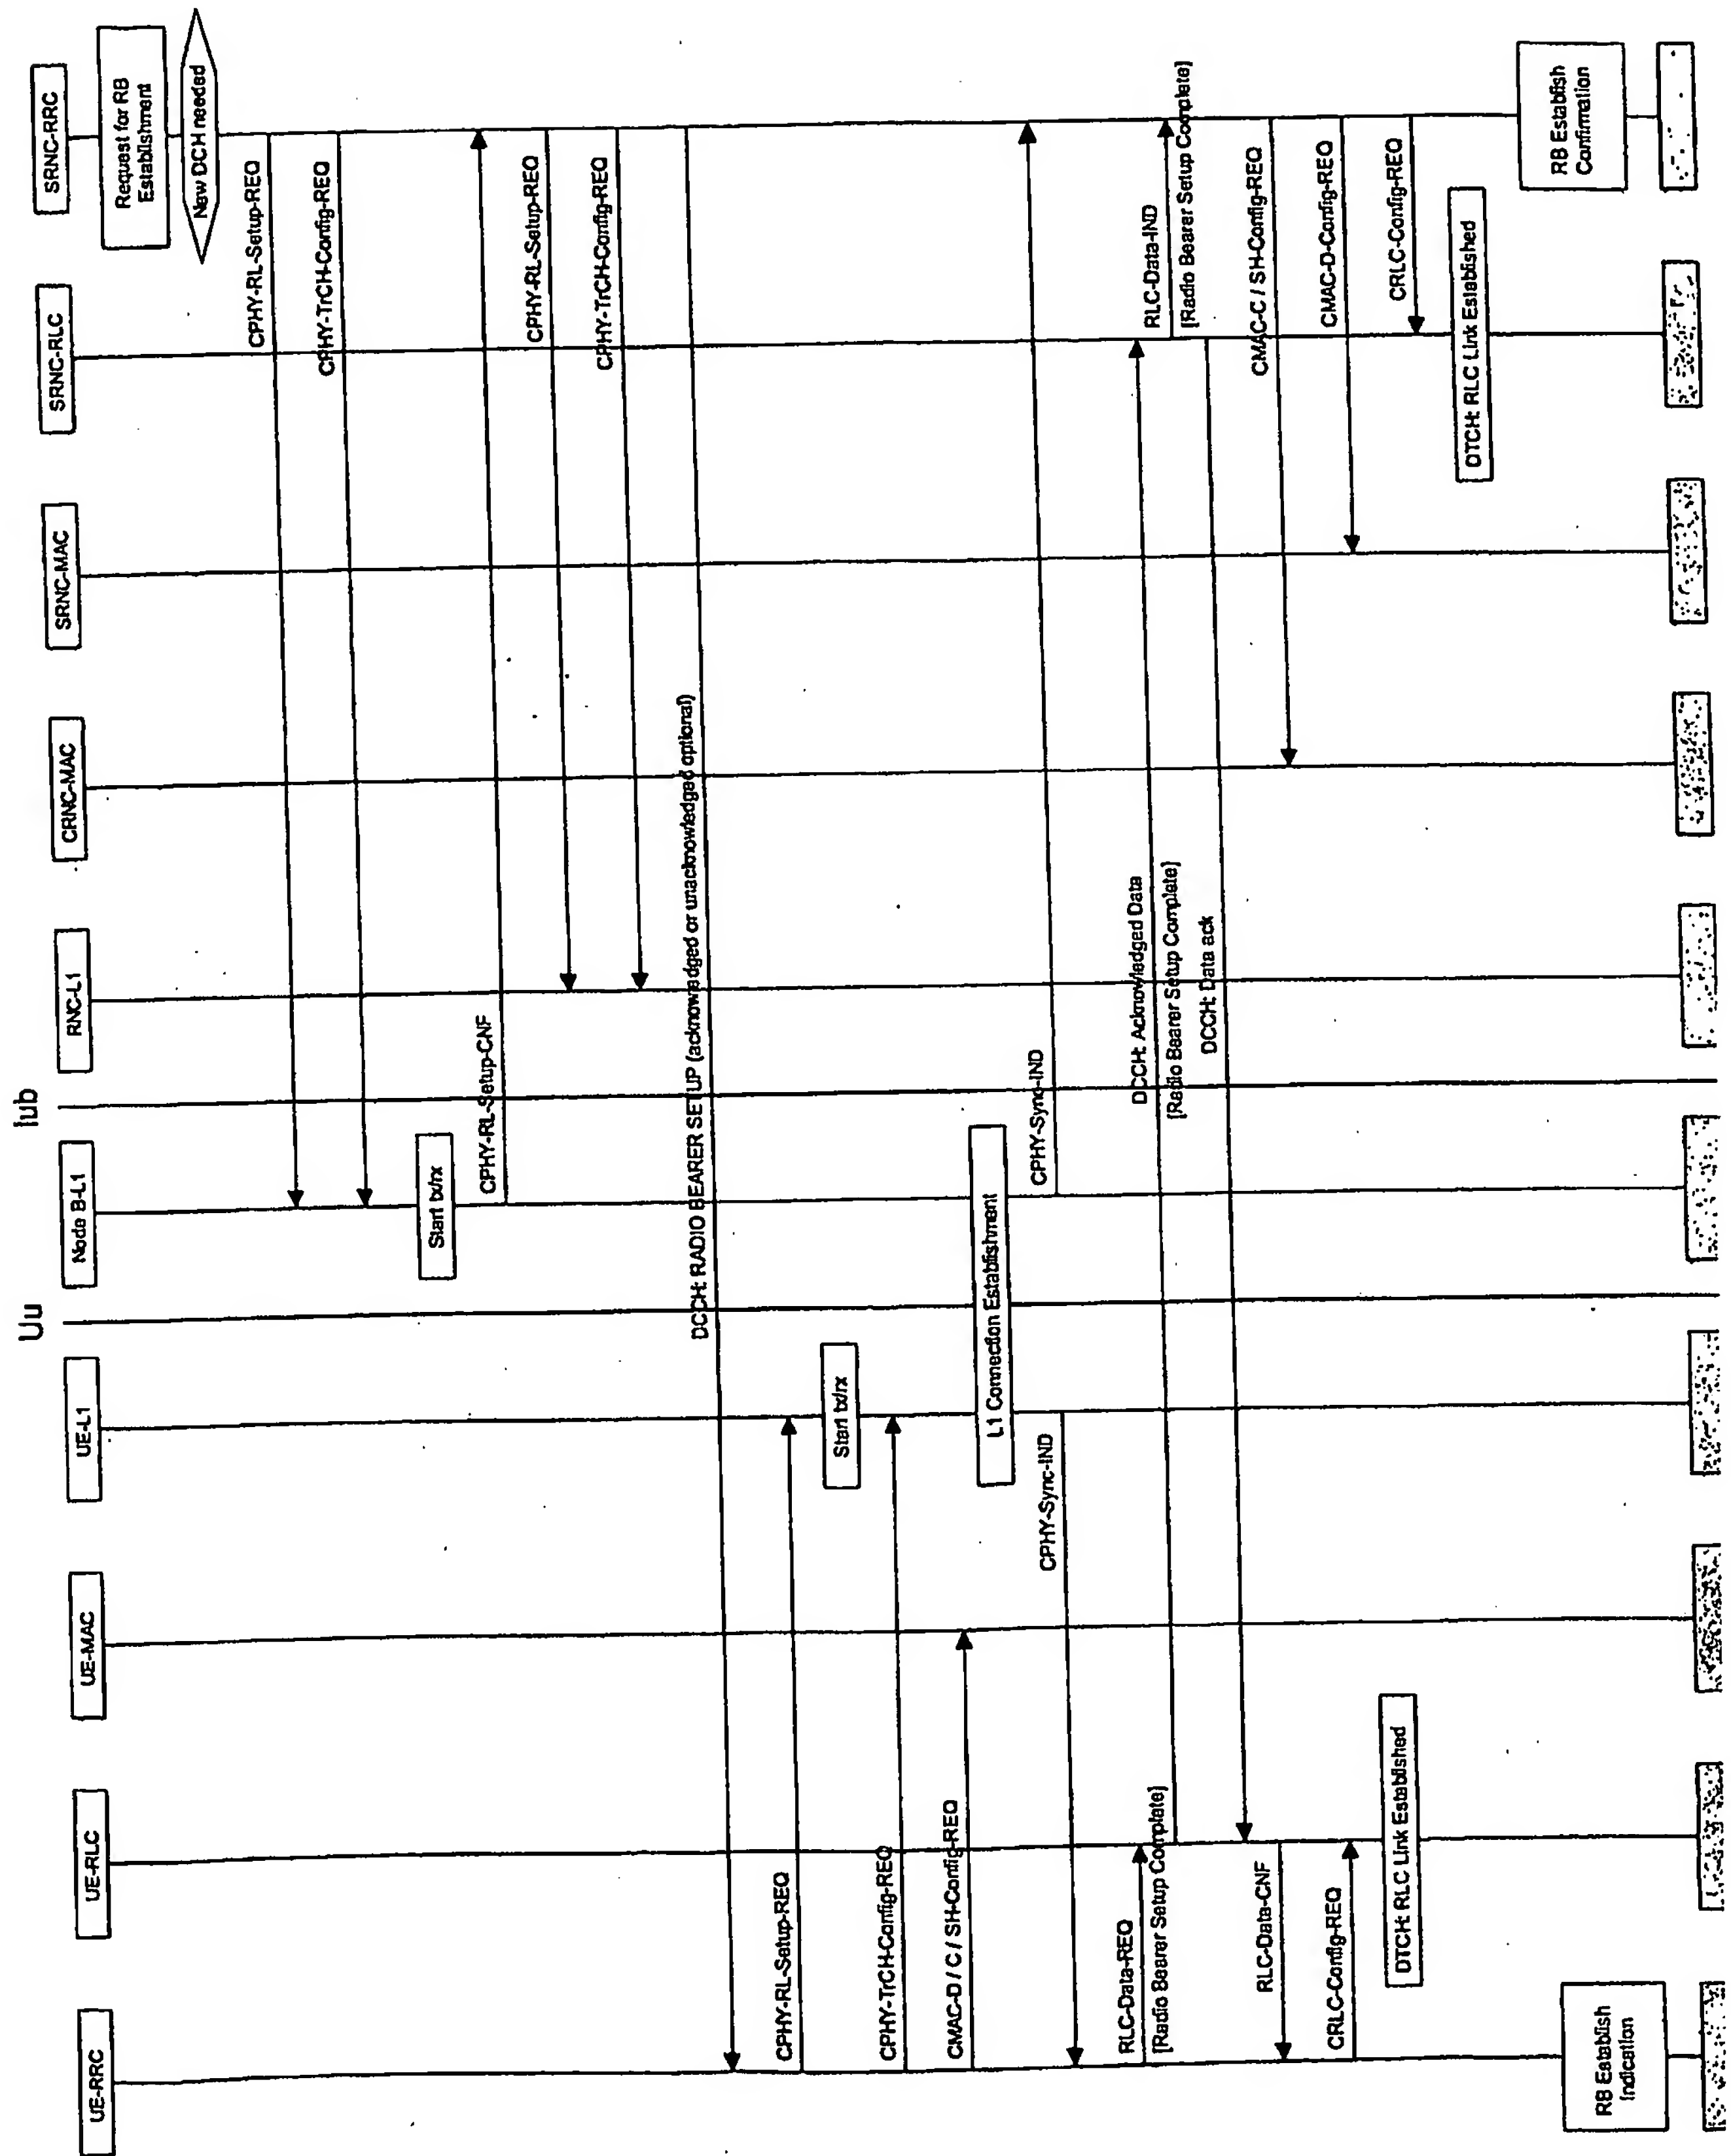 Uu
Iub
UE-RRC
UE-RLC
UE-MAC
UE-L1
Node B-L1
RNC-L1
CRNC-MAC
SRNC-MAC
SRNC-RLC
SRNC-RRC
Request for RB
Establishment
New DCH needed
CPHY-RL-Setup-REQ
CPHY-TrCH-Config-REQ
Start tx/rx
CPHY-RL-Setup-CNF
CPHY-RL-Setup-REQ
CPHY-TrCH-Config-REQ
DCCH: RADIO BEARER SETUP (acknowledged or unacknowledged optional)
CPHY-RL-Setup-REQ
Start tx/rx
CPHY-TrCH-Config-REQ
CMAC-D / C / SH-Config-REQ
L1 Connection Establishment
CPHY-Sync-IND
CPHY-Sync-IND
RLC-Data-REQ
[Radio Bearer Setup Complete]
DCCH: Acknowledged Data
[Radio Bearer Setup Complete]
RLC-Data-IND
[Radio Bearer Setup Complete]
DCCH: Data ack
RLC-Data-CNF
CMAC-C / SH-Config-REQ
CMAC-D-Config-REQ
CRLC-Config-REQ
CRLC-Config-REQ
DTCH: RLC Link Established
DTCH: RLC Link Established
RB Establish
Indication
RB Establish
Confirmation